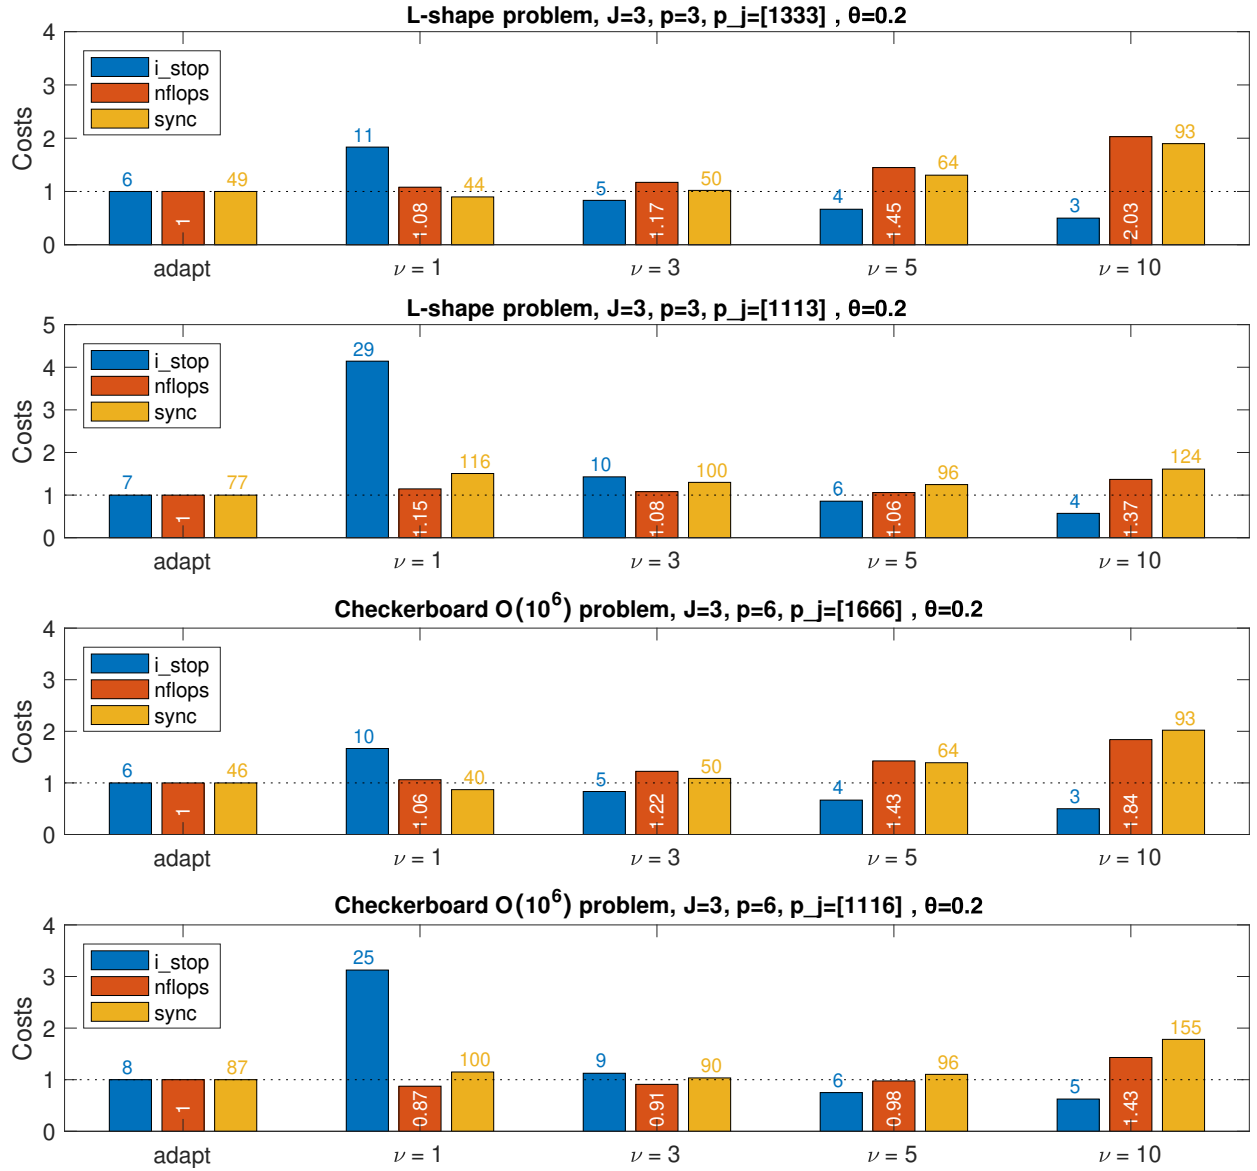 L-shape problem, J=3, p=3, p_j=[1333] , θ=0.2
Costs
4
3
2
1
0
i_stop
nflops
sync
6 1 49
11 1.08 44
5 1.17 50
4 1.45 64
3 2.03 93
adapt ν = 1 ν = 3 ν = 5 ν = 10
L-shape problem, J=3, p=3, p_j=[1113] , θ=0.2
Costs
5
4
3
2
1
0
i_stop
nflops
sync
7 1 77
29 1.15 116
10 1.08 100
6 1.06 96
4 1.37 124
adapt ν = 1 ν = 3 ν = 5 ν = 10
Checkerboard O(10^6) problem, J=3, p=6, p_j=[1666] , θ=0.2
Costs
4
3
2
1
0
i_stop
nflops
sync
6 1 46
10 1.06 40
5 1.22 50
4 1.43 64
3 1.84 93
adapt ν = 1 ν = 3 ν = 5 ν = 10
Checkerboard O(10^6) problem, J=3, p=6, p_j=[1116] , θ=0.2
Costs
4
3
2
1
0
i_stop
nflops
sync
8 1 87
25 0.87 100
9 0.91 90
6 0.98 96
5 1.43 155
adapt ν = 1 ν = 3 ν = 5 ν = 10